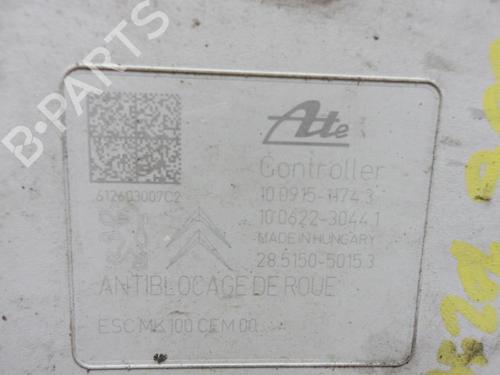 B-PARTS
Ate
Controller
612603007C2
10.0915-1174.3
10.0622-3044.1
MADE IN HUNGARY
28.5150-5015.3
ANTIBLOCAGE DE ROUE
ESC MK 100 CEM 00